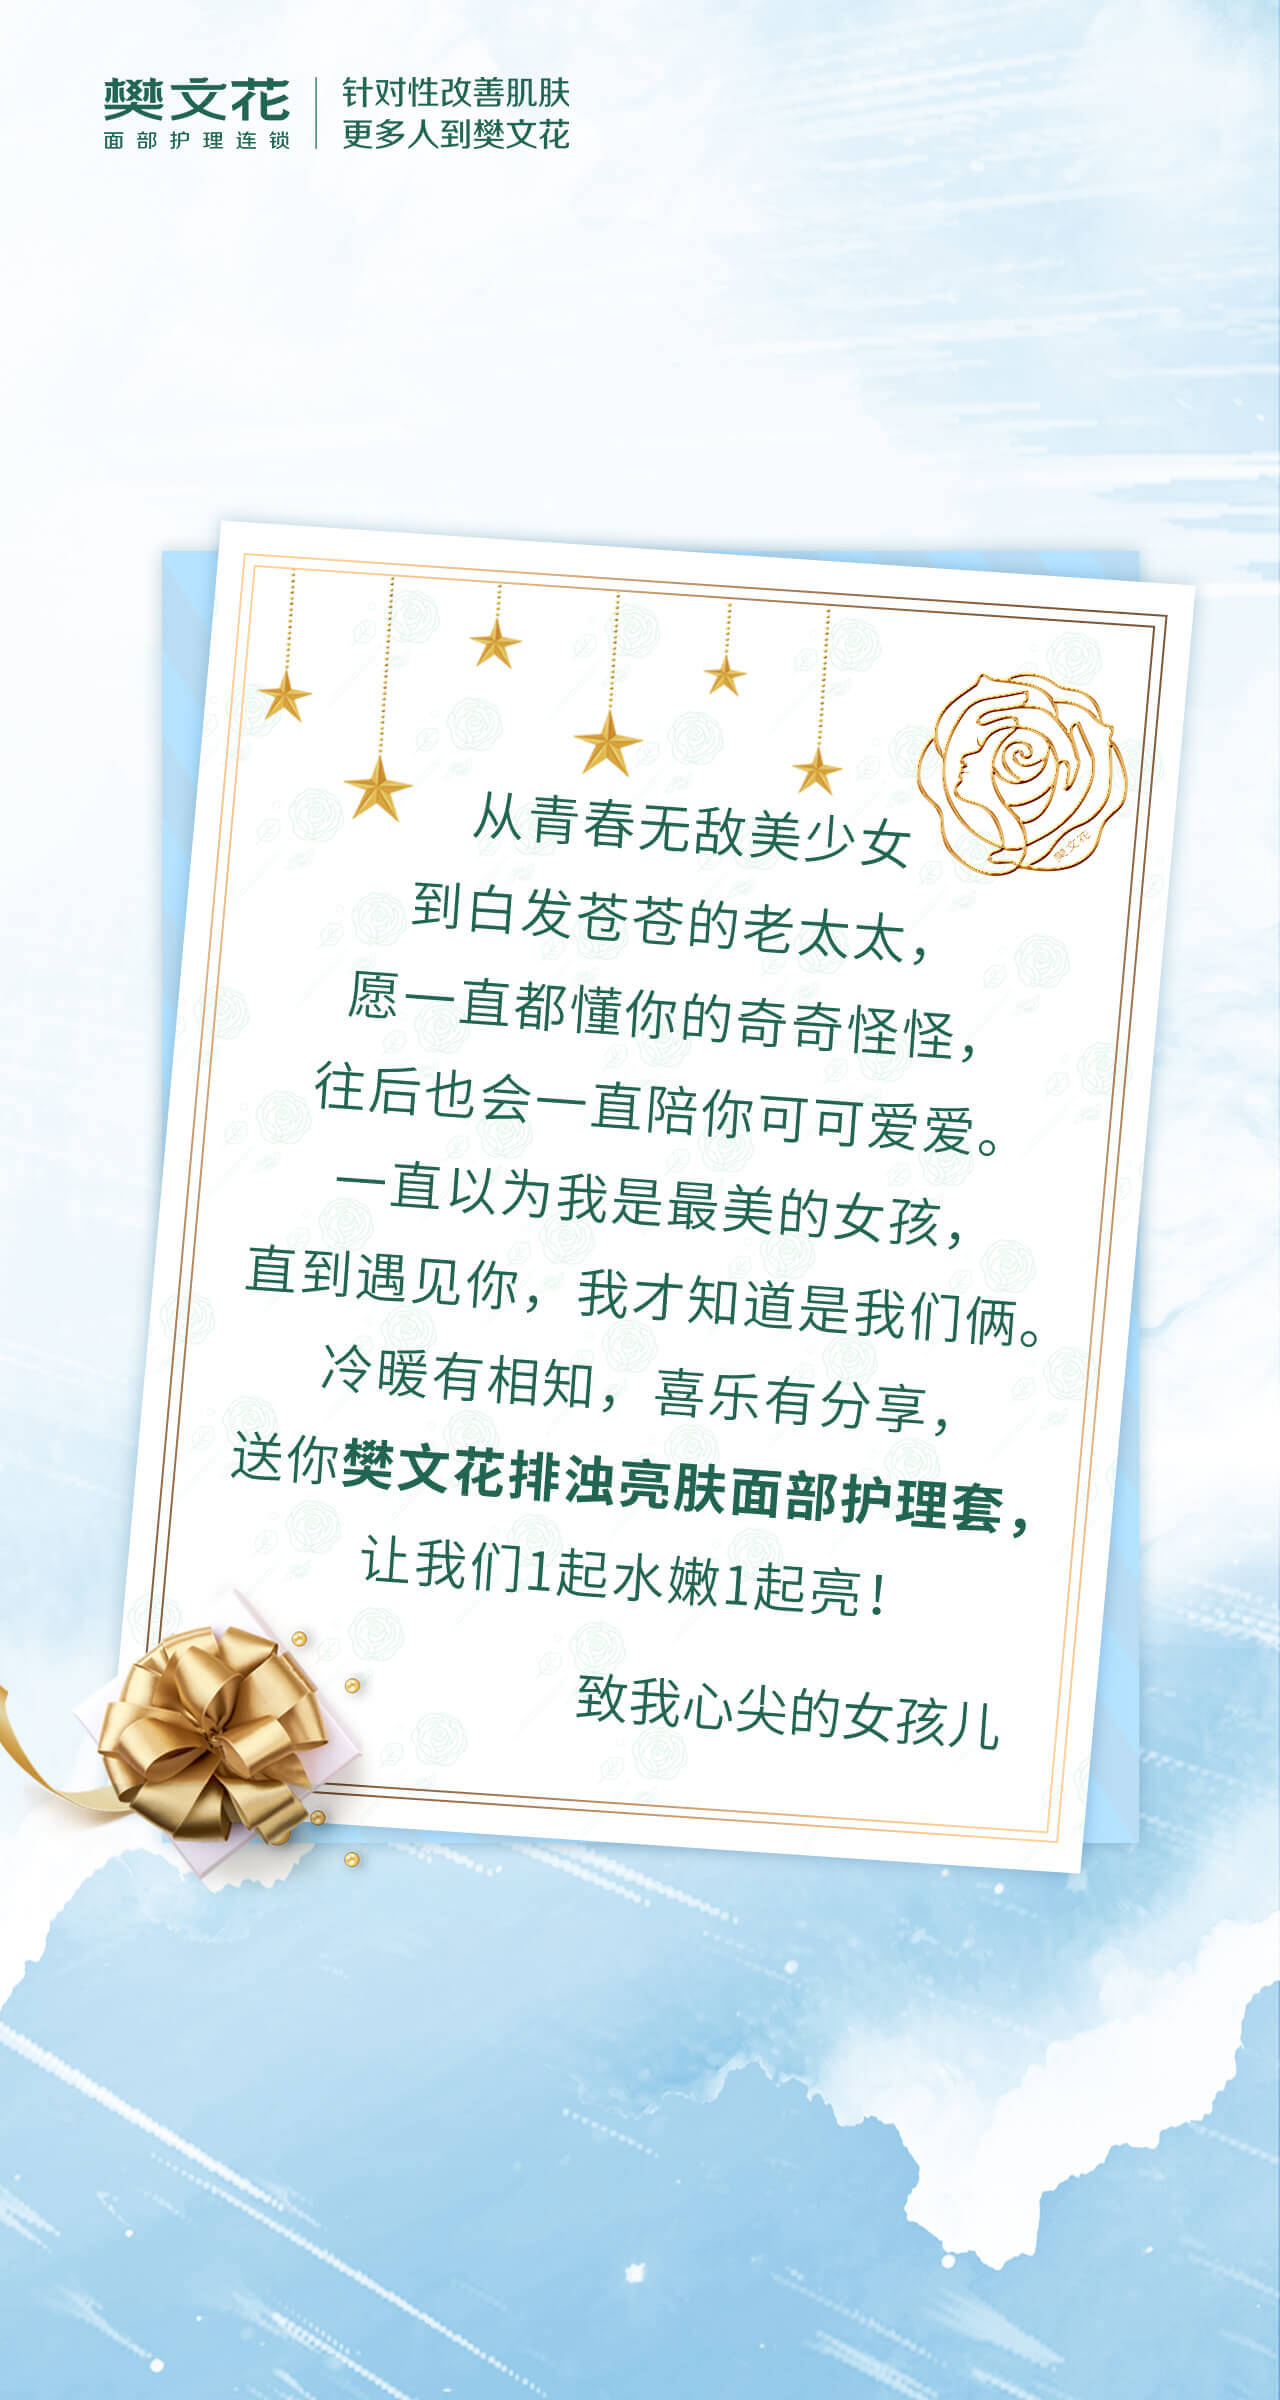 樊文花
面部护理连锁
针对性改善肌肤
更多人到樊文花
樊文花
从青春无敌美少女
到白发苍苍的老太太，
愿一直都懂你的奇奇怪怪，
往后也会一直陪你可可爱爱。
一直以为我是最美的女孩，
直到遇见你，我才知道是我们俩。
冷暖有相知，喜乐有分享，
送你樊文花排浊亮肤面部护理套，
让我们1起水嫩1起亮！
致我心尖的女孩儿